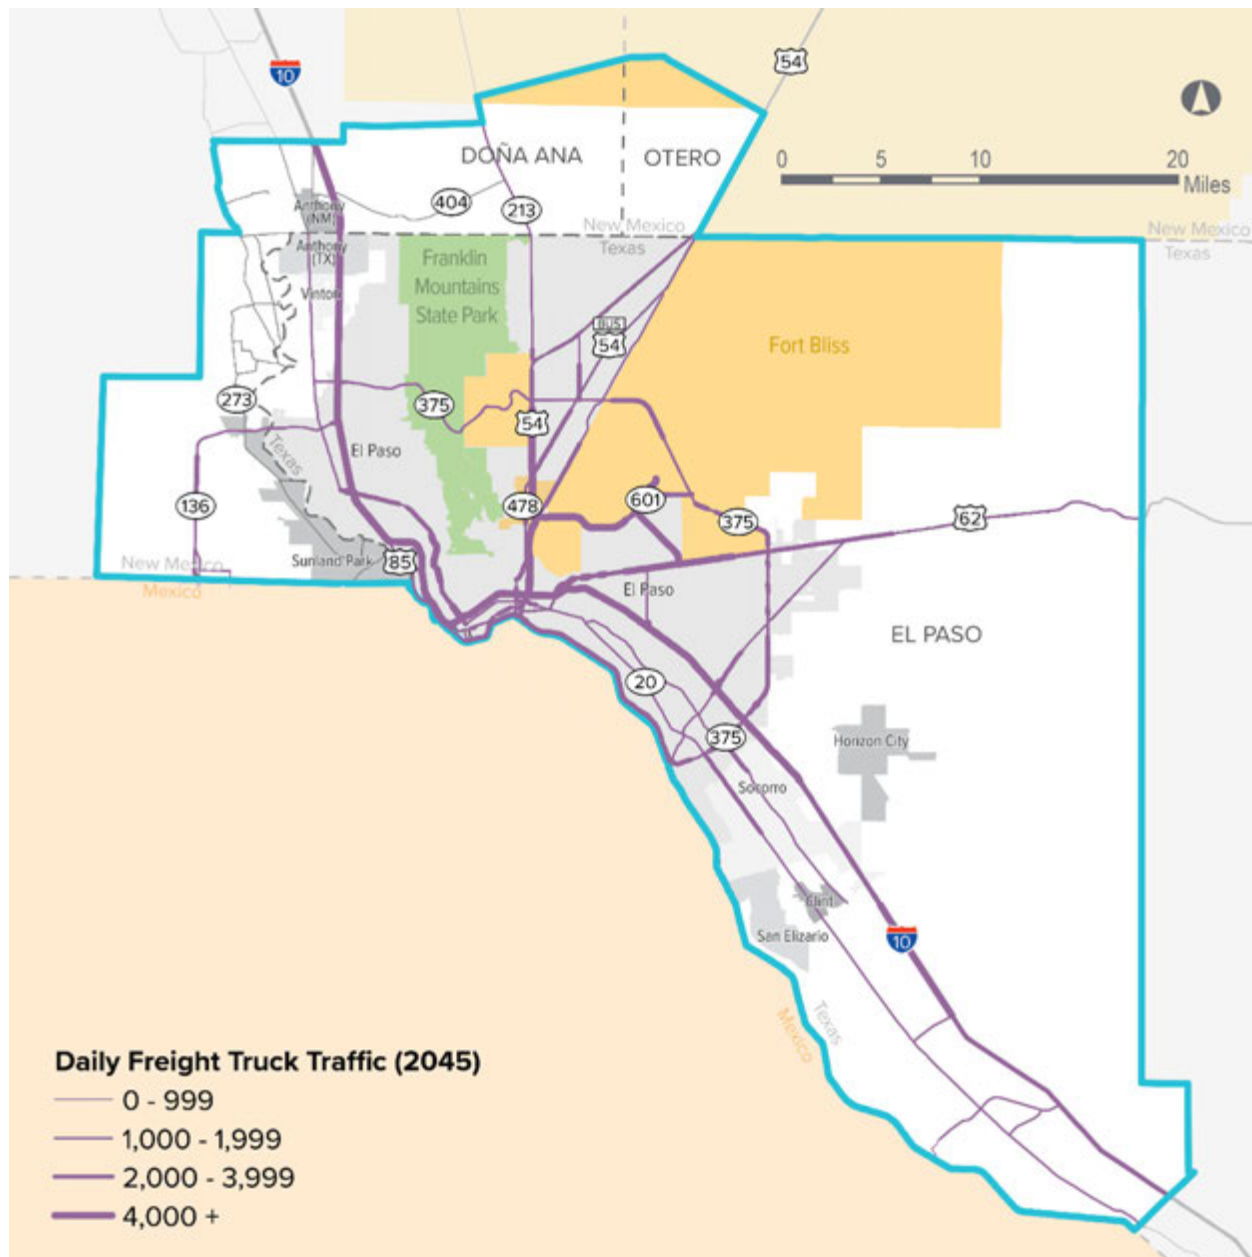 10
54
0 5 10 20
Miles
DOÑA ANA
OTERO
404
213
Anthony
(NM)
New Mexico
Texas
New Mexico
Texas
Anthony
(TX)
Franklin
Mountains
State Park
Vinton
BUS
54
Fort Bliss
273
375
54
Texas
El Paso
136
478
601
375
62
New Mexico
Mexico
Sunland Park
85
El Paso
EL PASO
20
375
Horizon City
Socorro
Clint
San Elizario
10
Mexico
Texas
Daily Freight Truck Traffic (2045)
0 - 999
1,000 - 1,999
2,000 - 3,999
4,000 +